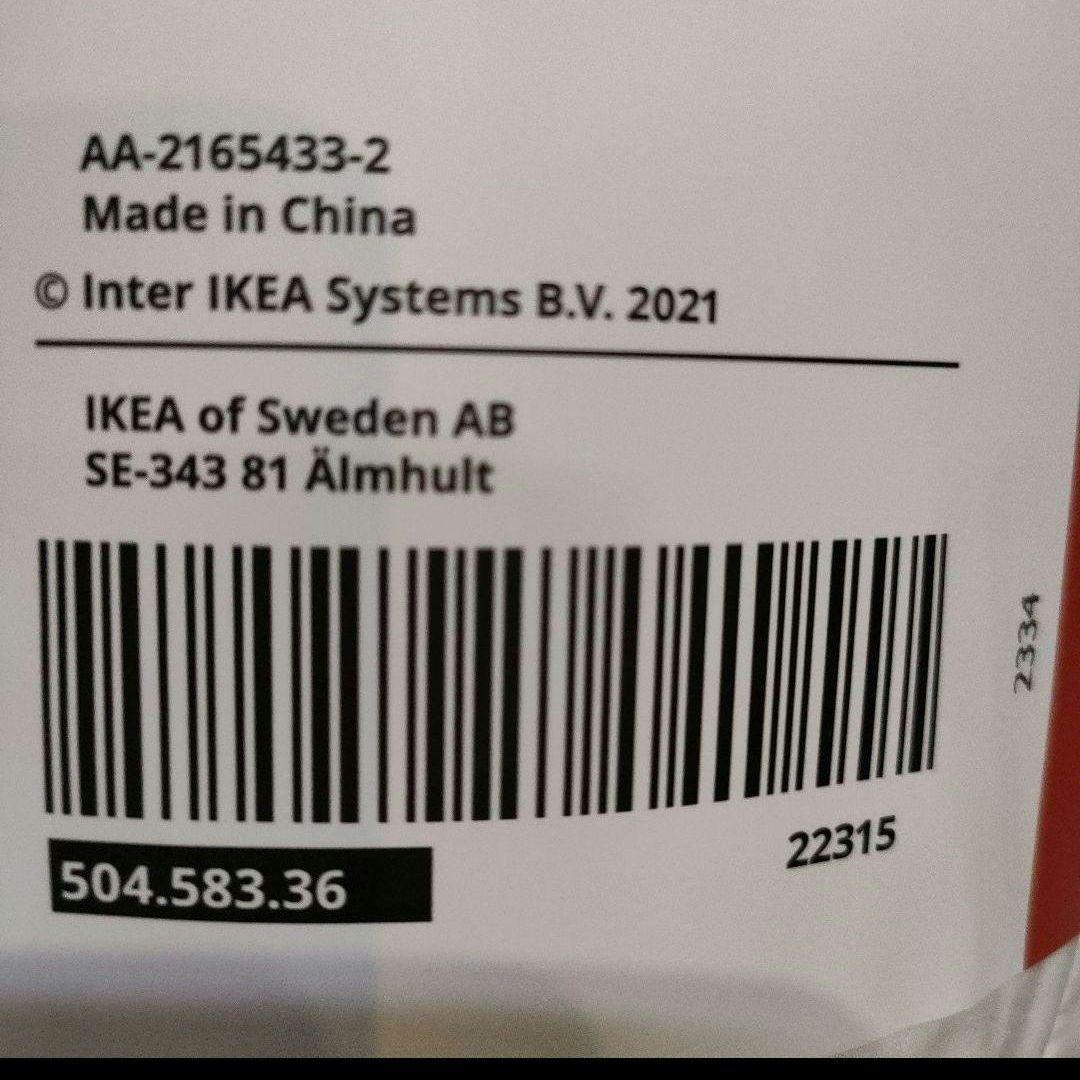 AA-2165433-2
Made in China
© Inter IKEA Systems B.V. 2021
IKEA of Sweden AB
SE-343 81 Älmhult
2334
22315
504.583.36